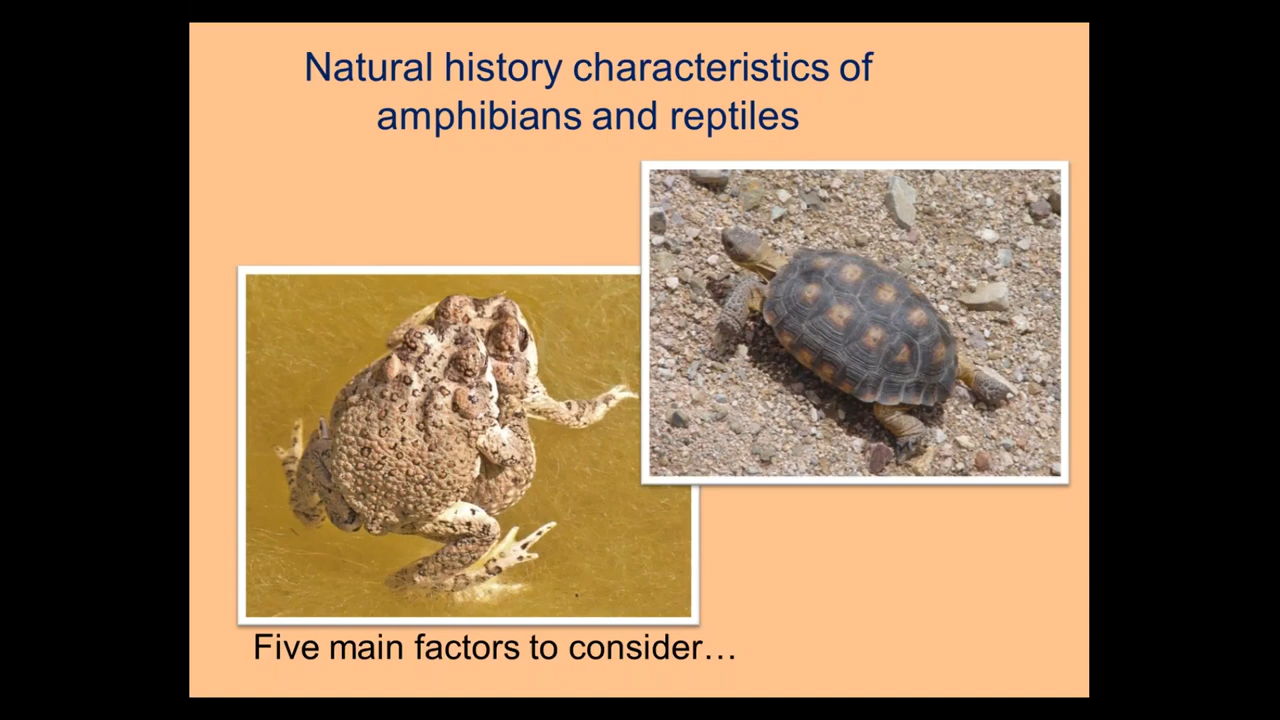 Natural history characteristics of
amphibians and reptiles
Five main factors to consider…